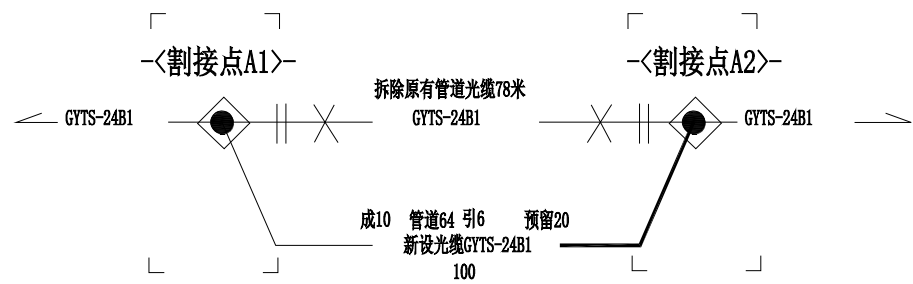 -<割接点A1>-
-<割接点A2>-
拆除原有管道光缆78米
GYTS-24B1
GYTS-24B1
GYTS-24B1
成10 管道64 引6 预留20
新设光缆GYTS-24B1
100